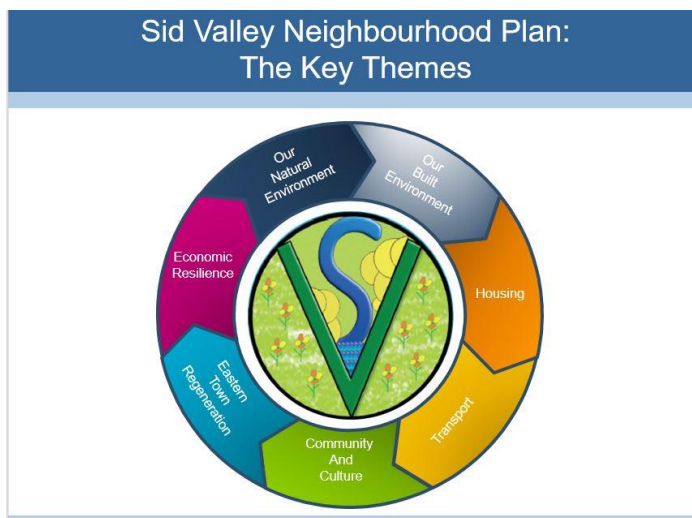 Sid Valley Neighbourhood Plan:
The Key Themes
Our
Natural
Environment
Our
Built
Environment
Housing
Transport
Community
And
Culture
Eastern
Town
Regeneration
Economic
Resilience
SV